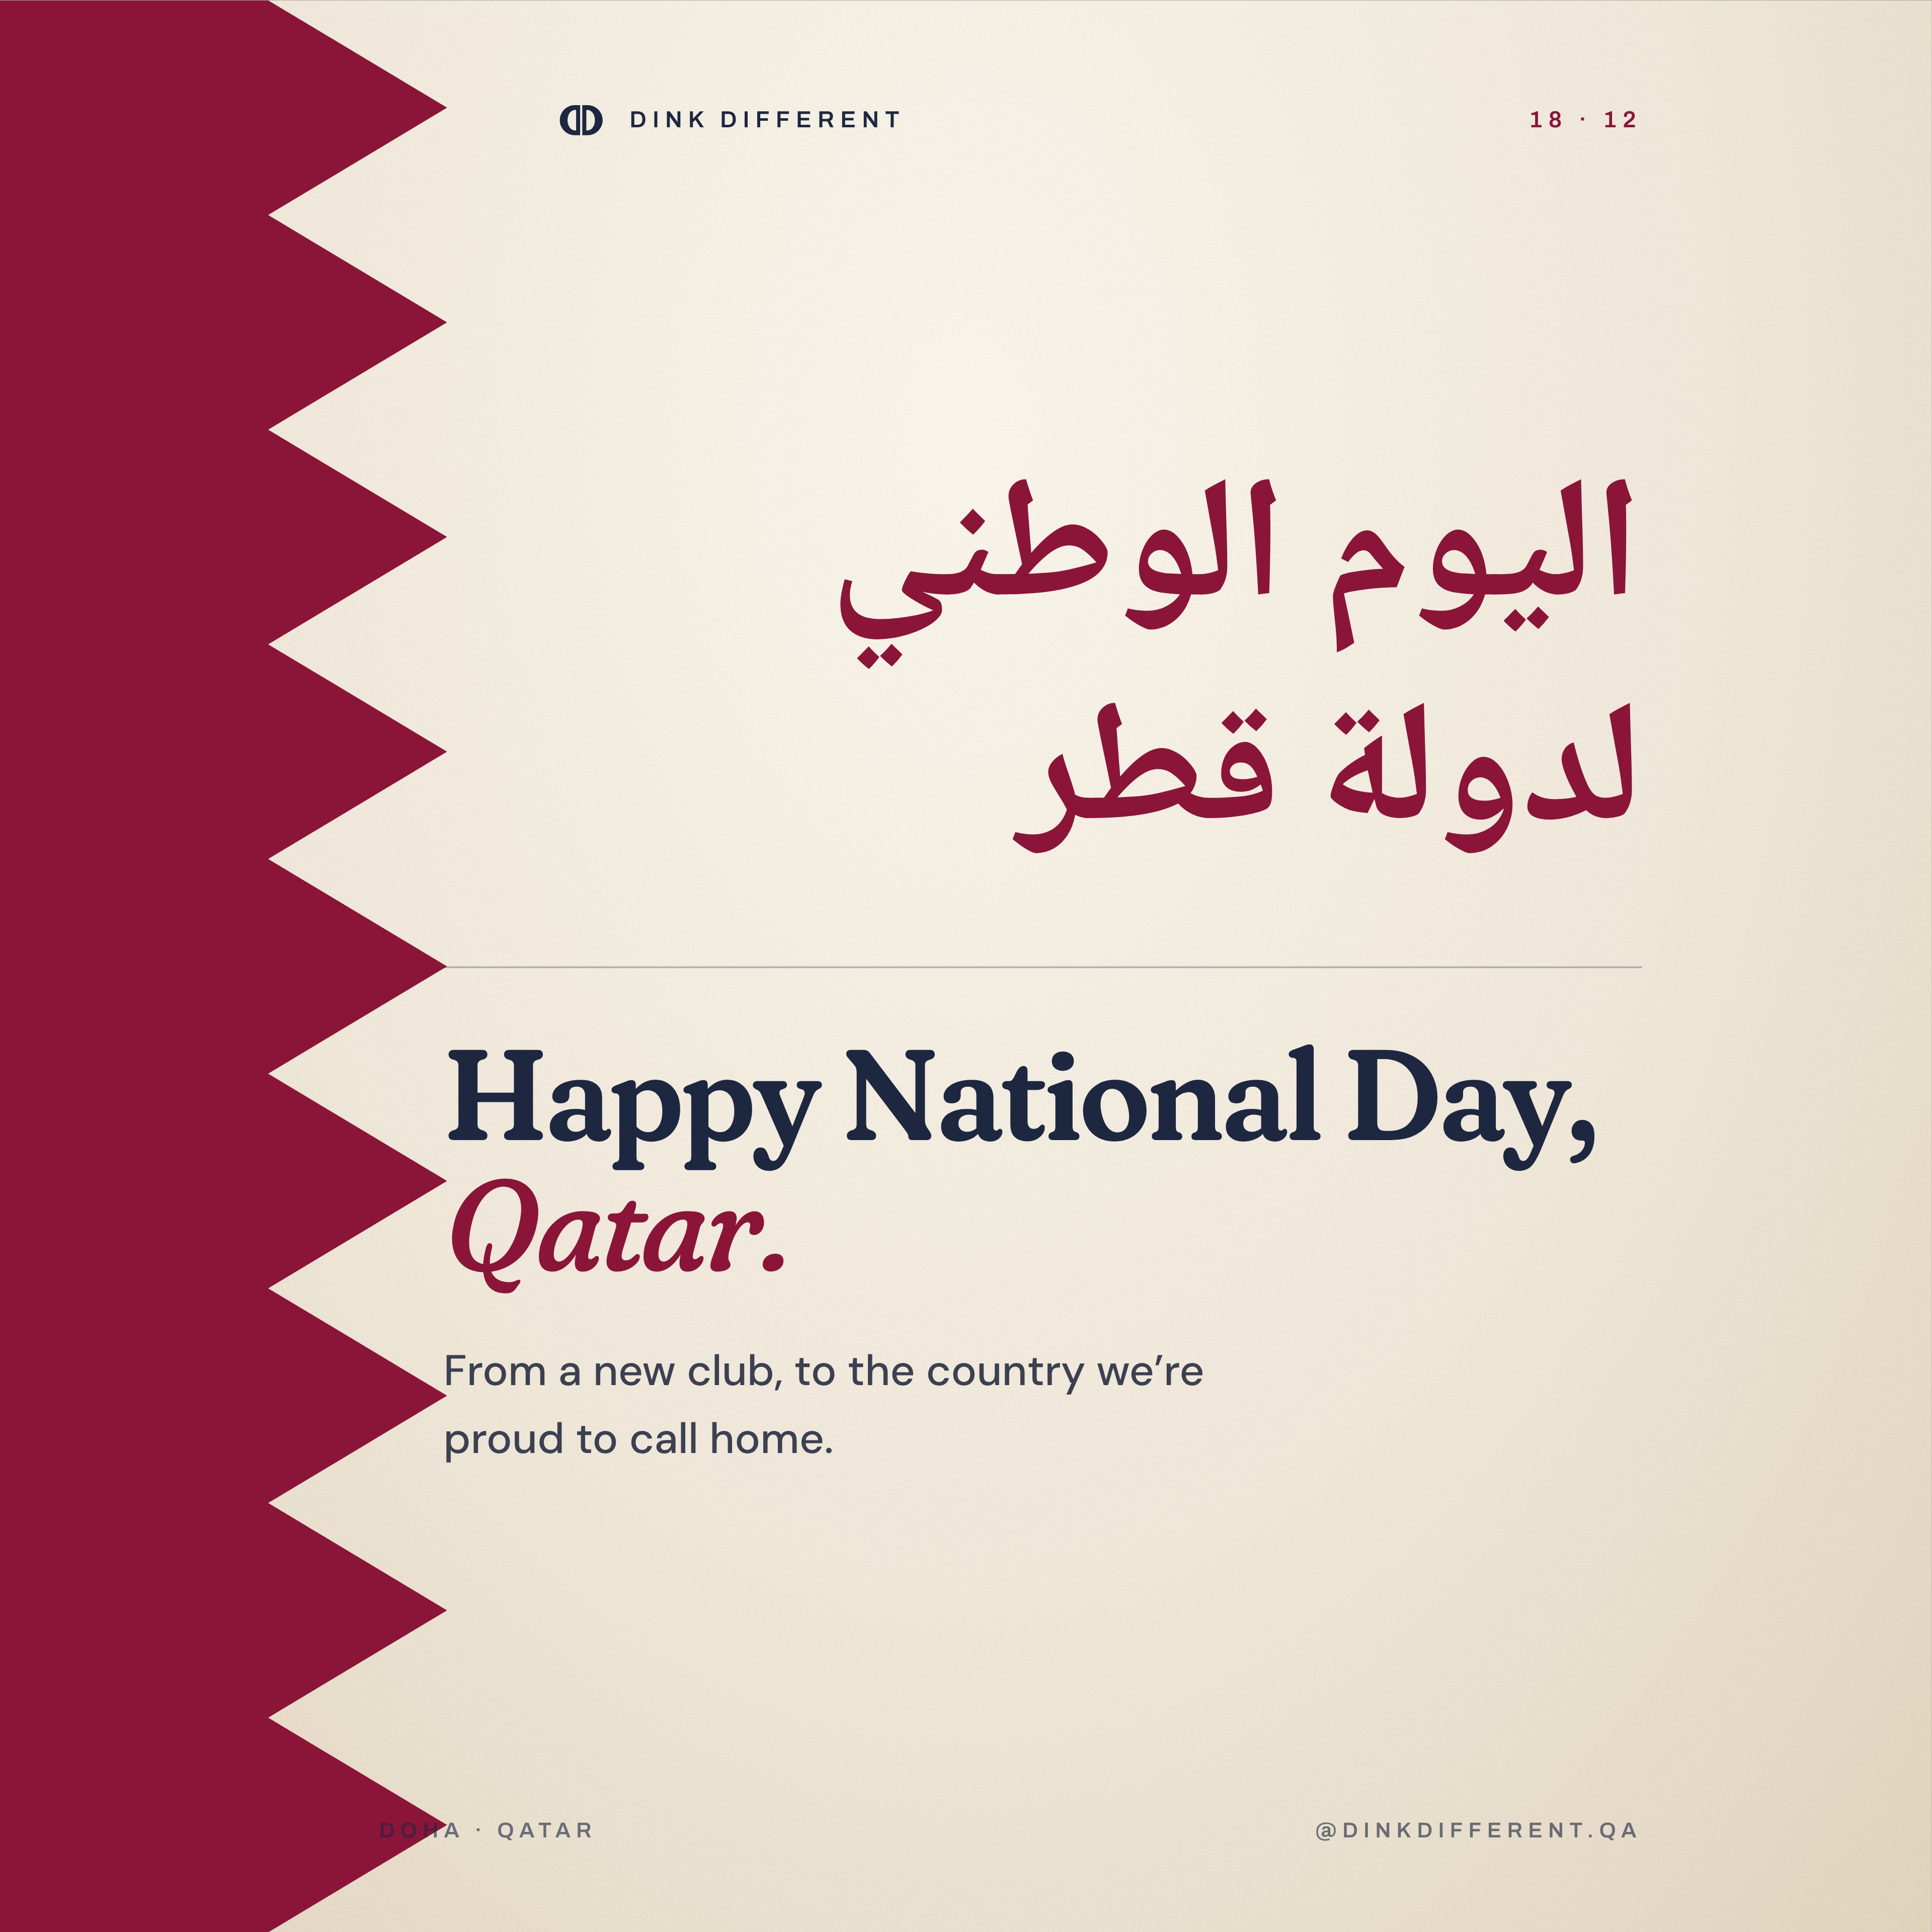 DINK DIFFERENT
18 · 12
اليوم الوطني
لدولة قطر
Happy National Day,
Qatar.
From a new club, to the country we’re
proud to call home.
DOHA · QATAR
@DINKDIFFERENT.QA